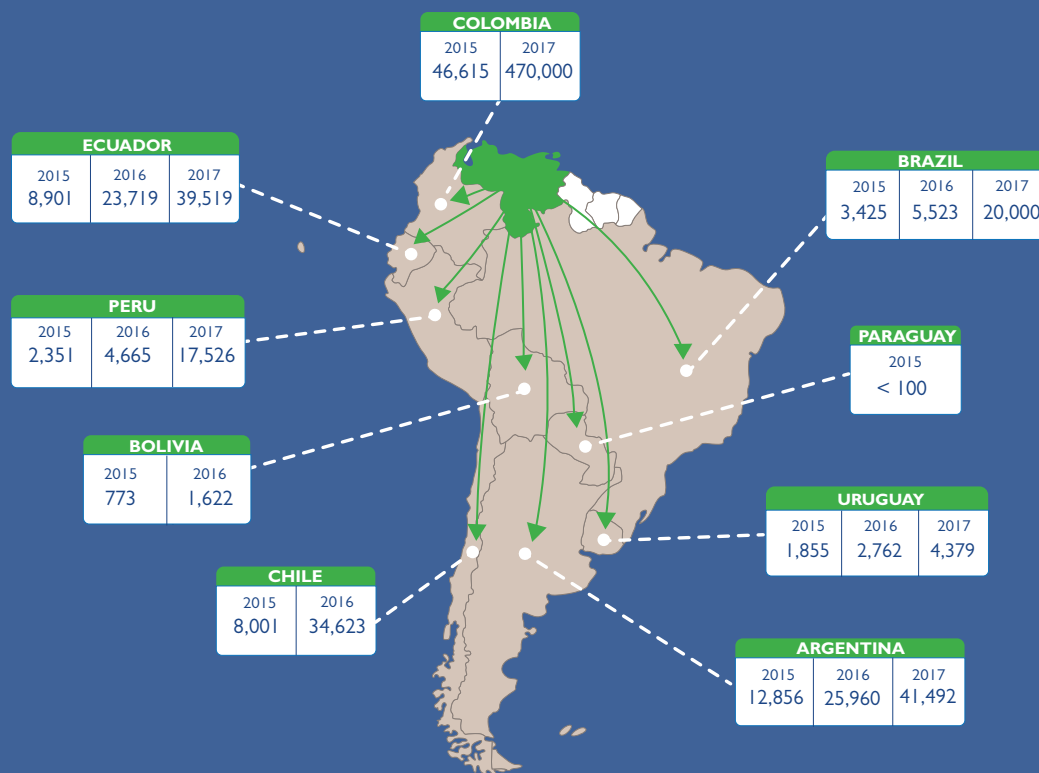 COLOMBIA
2015 2017
46,615 470,000
ECUADOR
2015 2016 2017
8,901 23,719 39,519
BRAZIL
2015 2016 2017
3,425 5,523 20,000
PERU
2015 2016 2017
2,351 4,665 17,526
PARAGUAY
2015
< 100
BOLIVIA
2015 2016
773 1,622
URUGUAY
2015 2016 2017
1,855 2,762 4,379
CHILE
2015 2016
8,001 34,623
ARGENTINA
2015 2016 2017
12,856 25,960 41,492